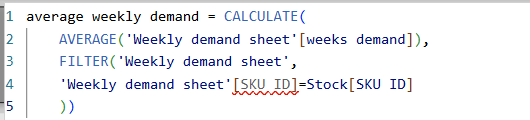 1 average weekly demand = CALCULATE(
2 AVERAGE('Weekly demand sheet'[weeks demand]),
3 FILTER('Weekly demand sheet',
4 'Weekly demand sheet'[SKU ID]=Stock[SKU ID]
5 ))